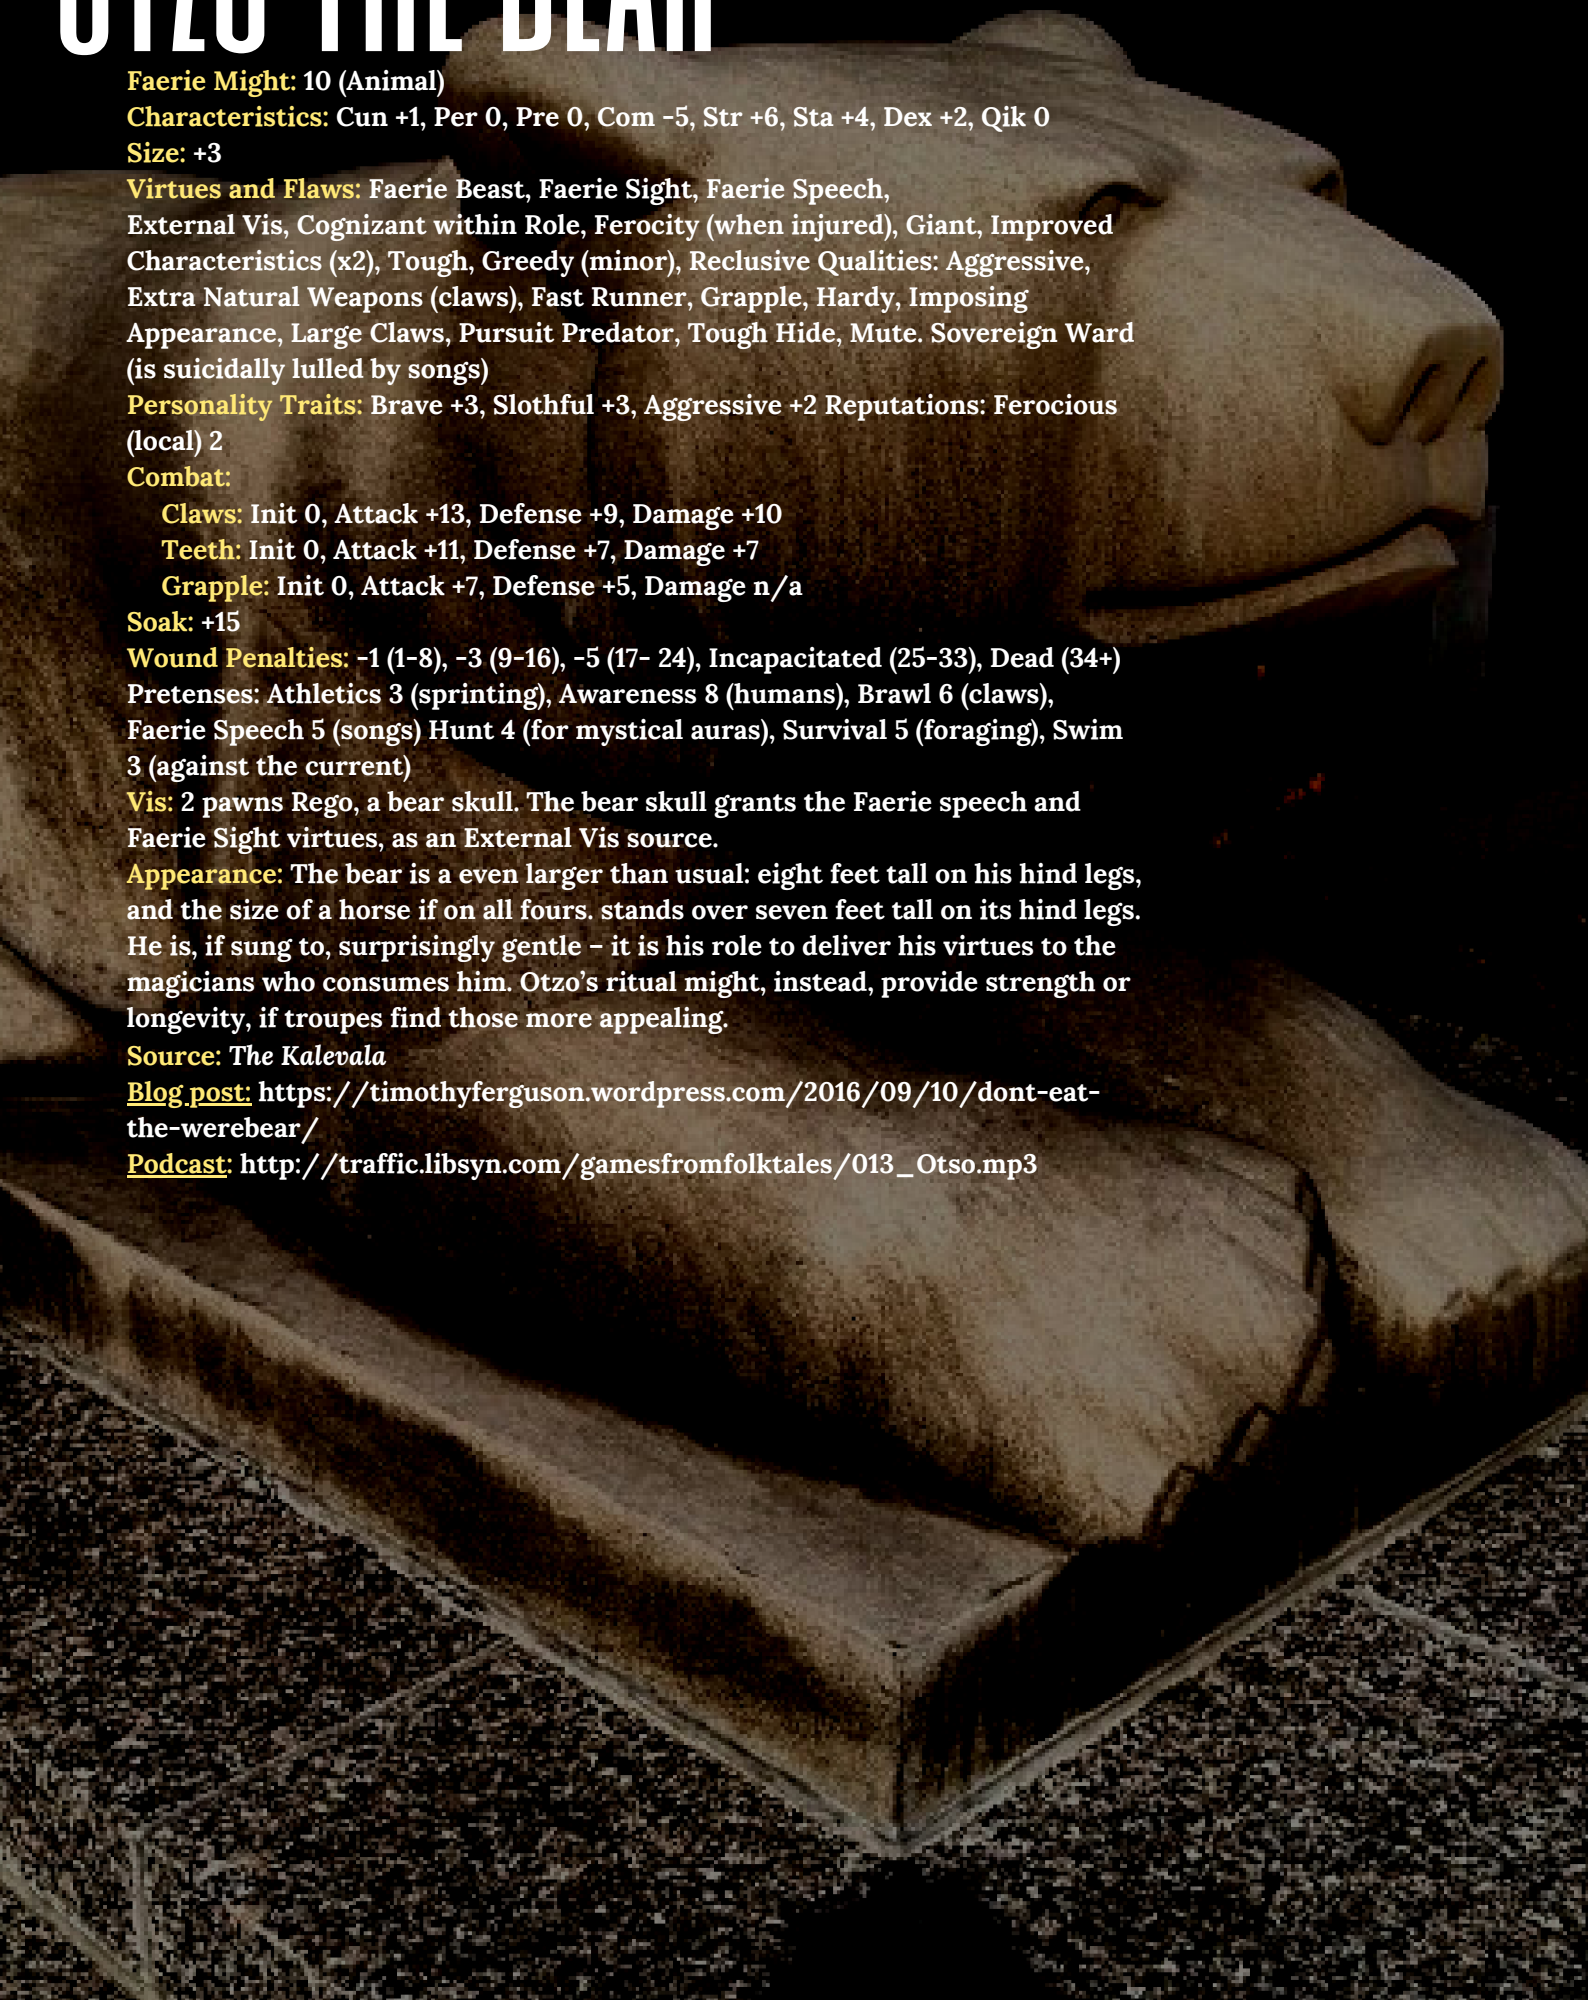 OTZO THE BEAR
Faerie Might: 10 (Animal)
Characteristics: Cun +1, Per 0, Pre 0, Com -5, Str +6, Sta +4, Dex +2, Qik 0
Size: +3
Virtues and Flaws: Faerie Beast, Faerie Sight, Faerie Speech,
External Vis, Cognizant within Role, Ferocity (when injured), Giant, Improved
Characteristics (x2), Tough, Greedy (minor), Reclusive Qualities: Aggressive,
Extra Natural Weapons (claws), Fast Runner, Grapple, Hardy, Imposing
Appearance, Large Claws, Pursuit Predator, Tough Hide, Mute. Sovereign Ward
(is suicidally lulled by songs)
Personality Traits: Brave +3, Slothful +3, Aggressive +2 Reputations: Ferocious
(local) 2
Combat:
Claws: Init 0, Attack +13, Defense +9, Damage +10
Teeth: Init 0, Attack +11, Defense +7, Damage +7
Grapple: Init 0, Attack +7, Defense +5, Damage n/a
Soak: +15
Wound Penalties: -1 (1-8), -3 (9-16), -5 (17- 24), Incapacitated (25-33), Dead (34+)
Pretenses: Athletics 3 (sprinting), Awareness 8 (humans), Brawl 6 (claws),
Faerie Speech 5 (songs) Hunt 4 (for mystical auras), Survival 5 (foraging), Swim
3 (against the current)
Vis: 2 pawns Rego, a bear skull. The bear skull grants the Faerie speech and
Faerie Sight virtues, as an External Vis source.
Appearance: The bear is a even larger than usual: eight feet tall on his hind legs,
and the size of a horse if on all fours. stands over seven feet tall on its hind legs.
He is, if sung to, surprisingly gentle – it is his role to deliver his virtues to the
magicians who consumes him. Otzo’s ritual might, instead, provide strength or
longevity, if troupes find those more appealing.
Source: The Kalevala
Blog post: https://timothyferguson.wordpress.com/2016/09/10/dont-eat-
the-werebear/
Podcast: http://traffic.libsyn.com/gamesfromfolktales/013_Otso.mp3